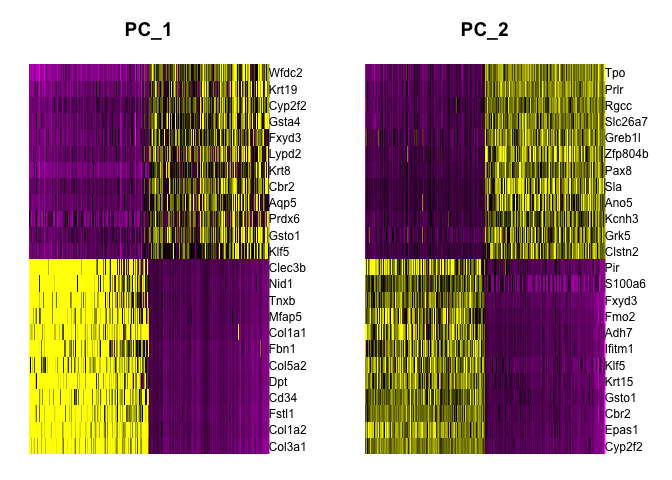 PC_1
Wfdc2
Krt19
Cyp2f2
Gsta4
Fxyd3
Lypd2
Krt8
Cbr2
Aqp5
Prdx6
Gsto1
Klf5
Clec3b
Nid1
Tnxb
Mfap5
Col1a1
Fbn1
Col5a2
Dpt
Cd34
Fstl1
Col1a2
Col3a1
PC_2
Tpo
Prlr
Rgcc
Slc26a7
Greb1l
Zfp804b
Pax8
Sla
Ano5
Kcnh3
Grk5
Clstn2
Pir
S100a6
Fxyd3
Fmo2
Adh7
Ifitm1
Klf5
Krt15
Gsto1
Cbr2
Epas1
Cyp2f2